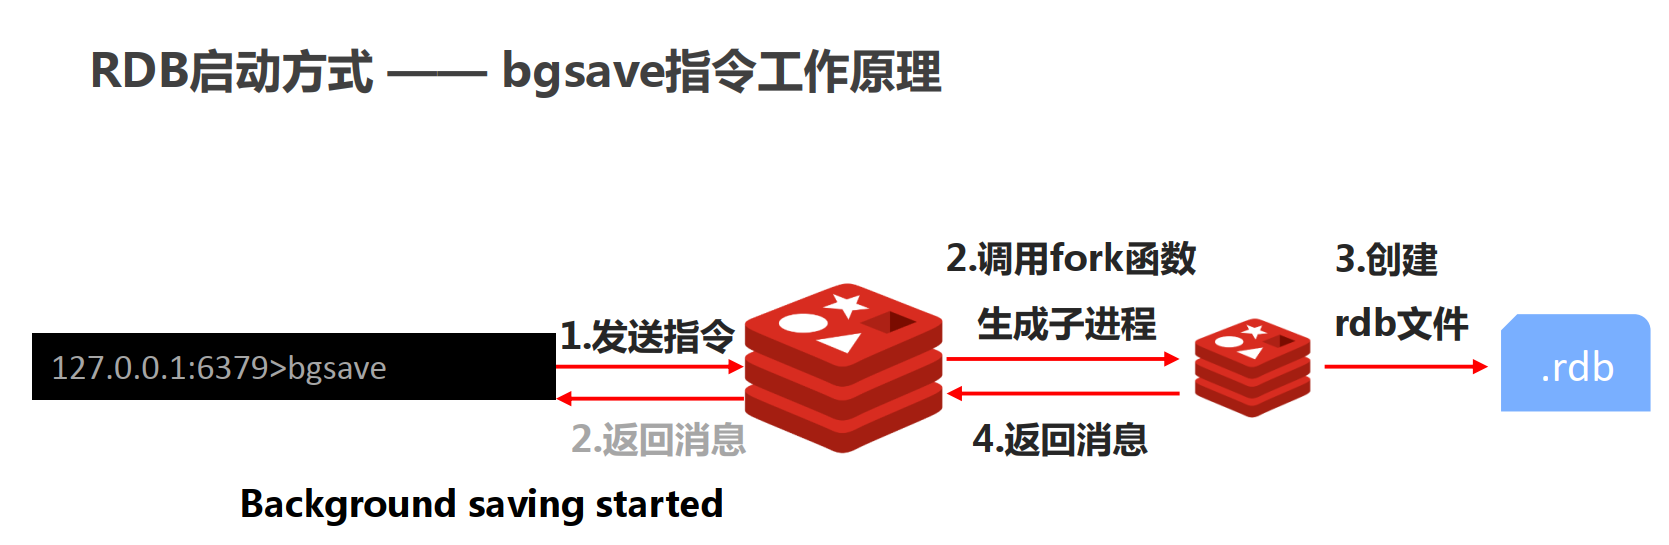 RDB启动方式 —— bgsave指令工作原理
127.0.0.1:6379>bgsave
1.发送指令
2.返回消息
Background saving started
2.调用fork函数
生成子进程
4.返回消息
3.创建
rdb文件
.rdb